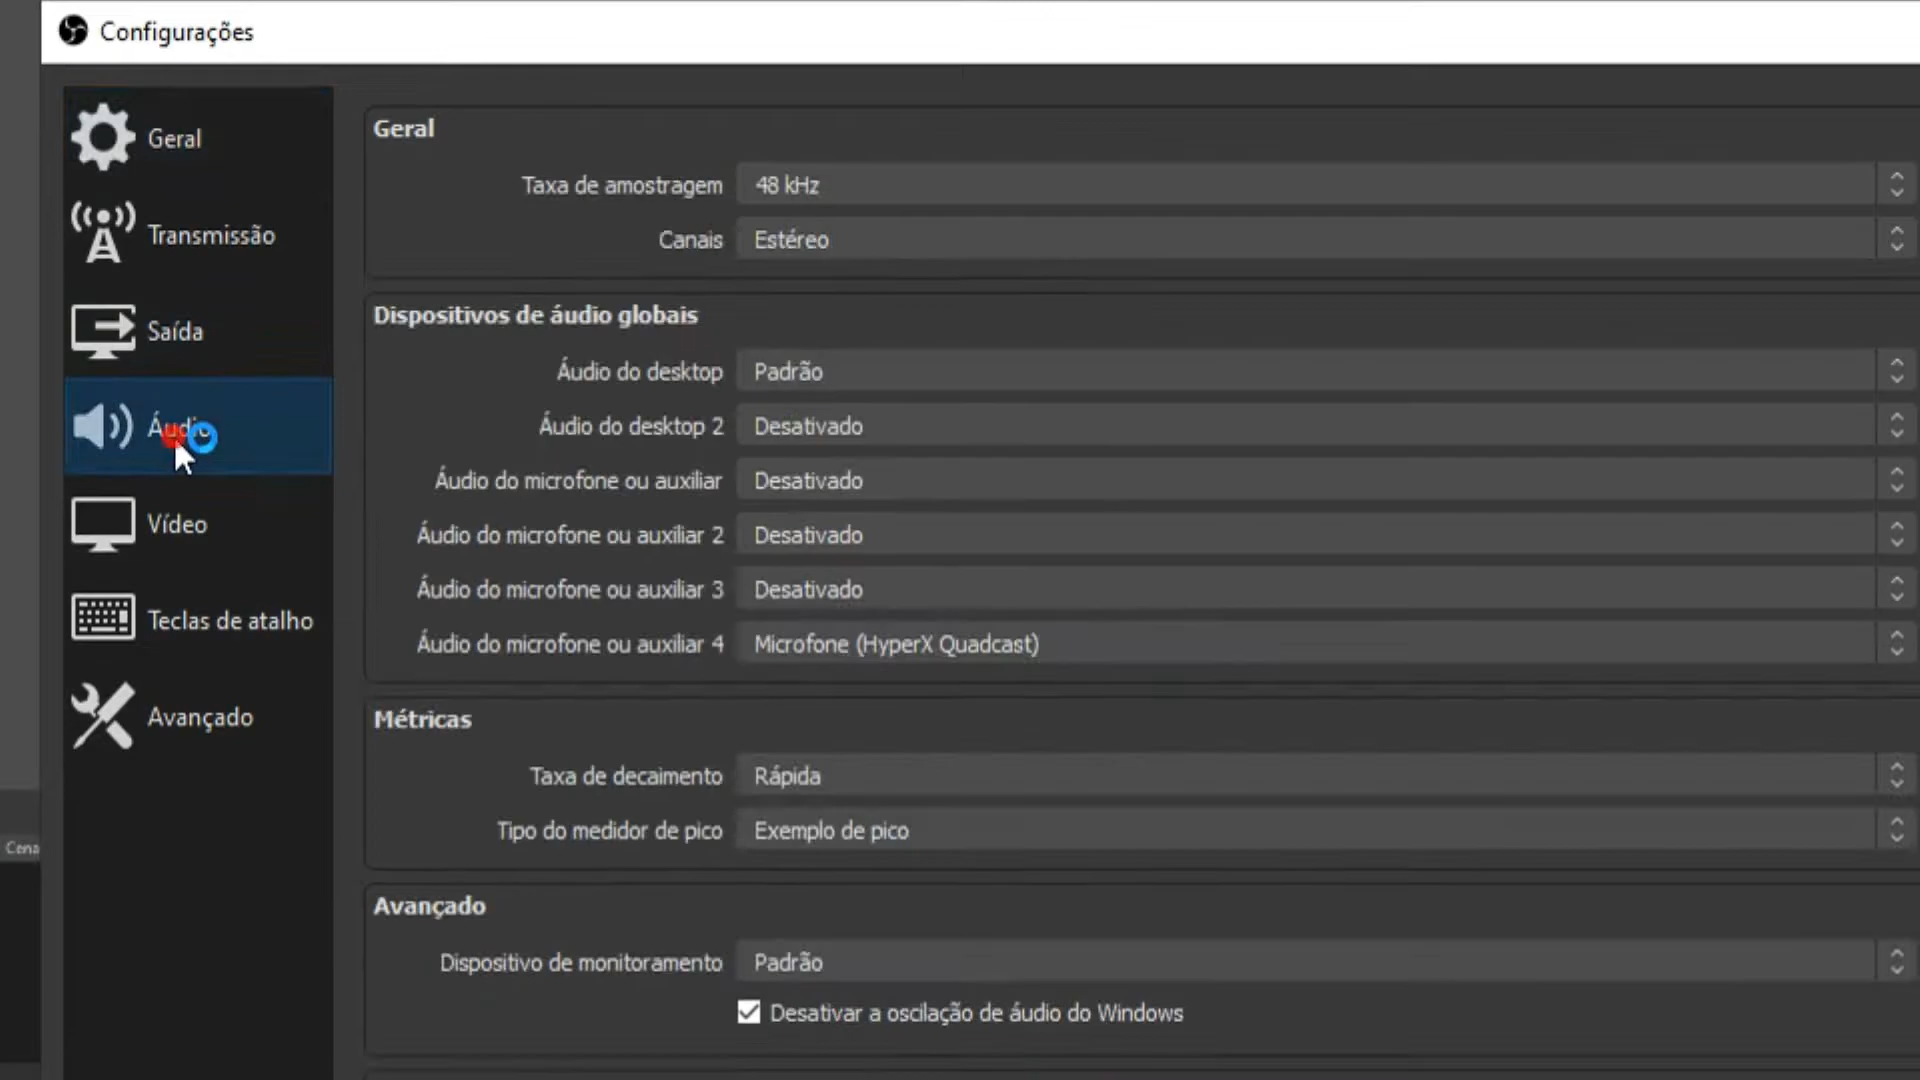 Configurações
Geral
Transmissão
Saída
Áudio
Vídeo
Teclas de atalho
Avançado
Geral
Taxa de amostragem 48 kHz
Canais Estéreo
Dispositivos de áudio globais
Áudio do desktop Padrão
Áudio do desktop 2 Desativado
Áudio do microfone ou auxiliar Desativado
Áudio do microfone ou auxiliar 2 Desativado
Áudio do microfone ou auxiliar 3 Desativado
Áudio do microfone ou auxiliar 4 Microfone (HyperX Quadcast)
Métricas
Taxa de decaimento Rápida
Tipo do medidor de pico Exemplo de pico
Avançado
Dispositivo de monitoramento Padrão
Desativar a oscilação de áudio do Windows
Cena